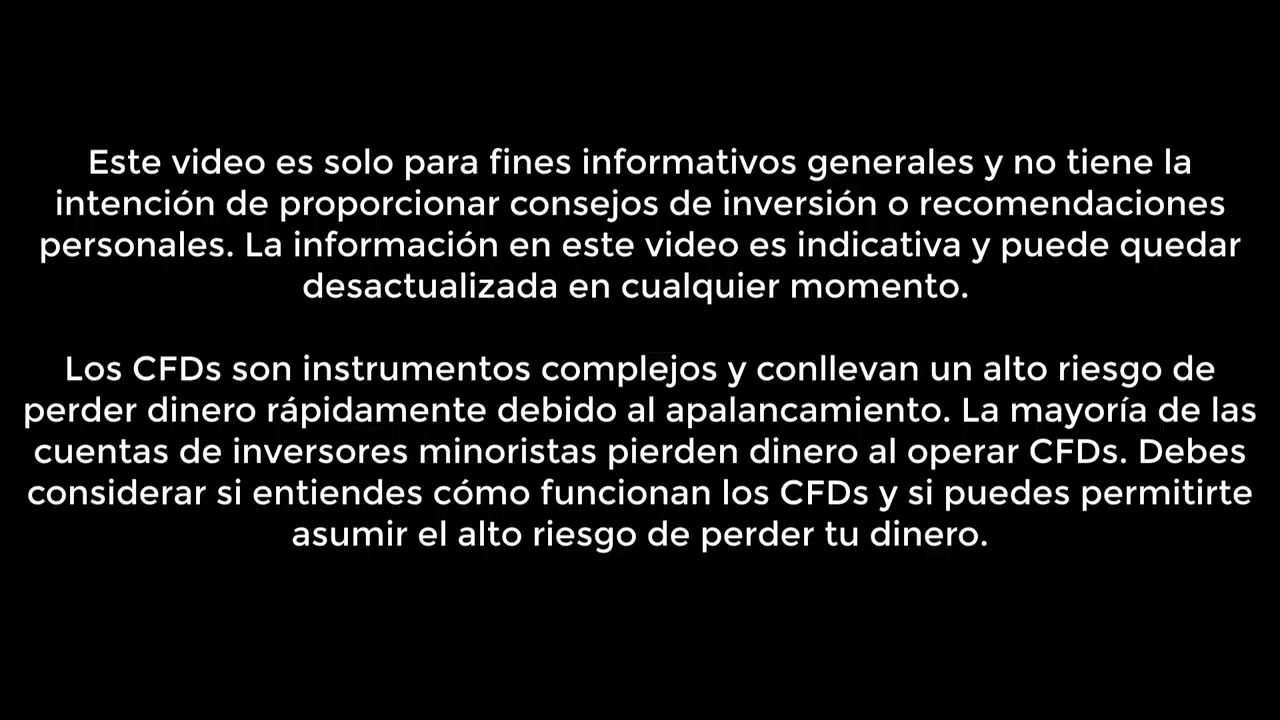 Este video es solo para fines informativos generales y no tiene la
intención de proporcionar consejos de inversión o recomendaciones
personales. La información en este video es indicativa y puede quedar
desactualizada en cualquier momento.
Los CFDs son instrumentos complejos y conllevan un alto riesgo de
perder dinero rápidamente debido al apalancamiento. La mayoría de las
cuentas de inversores minoristas pierden dinero al operar CFDs. Debes
considerar si entiendes cómo funcionan los CFDs y si puedes permitirte
asumir el alto riesgo de perder tu dinero.